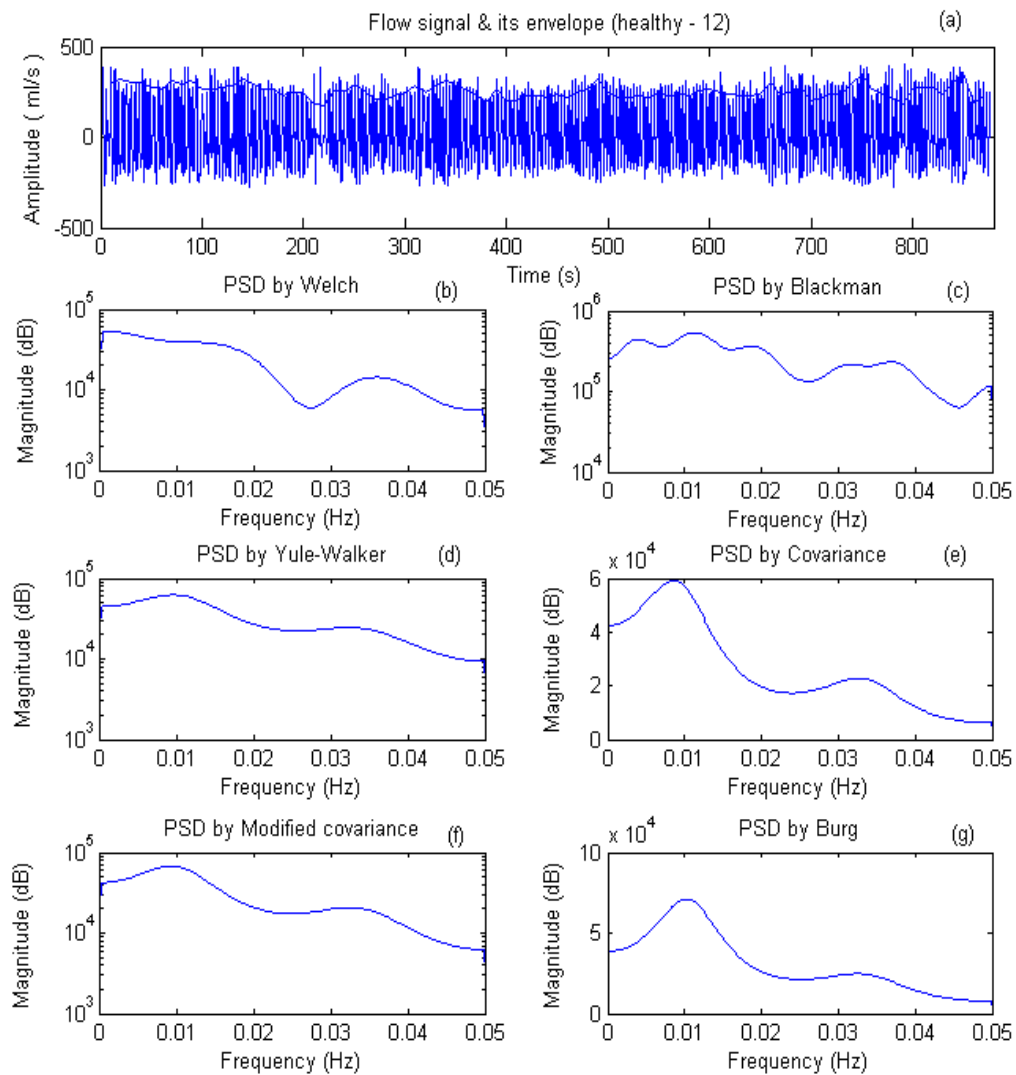 Flow signal & its envelope (healthy - 12)
(a)
Amplitude ( ml/s )
500
0
-500
0 100 200 300 400 500 600 700 800
Time (s)
PSD by Welch
(b)
Magnitude (dB)
10^5
10^4
10^3
0 0.01 0.02 0.03 0.04 0.05
Frequency (Hz)
PSD by Blackman
(c)
Magnitude (dB)
10^6
10^5
10^4
0 0.01 0.02 0.03 0.04 0.05
Frequency (Hz)
PSD by Yule-Walker
(d)
Magnitude (dB)
10^5
10^4
10^3
0 0.01 0.02 0.03 0.04 0.05
Frequency (Hz)
PSD by Covariance
(e)
x 10^4
Magnitude (dB)
6
4
2
0
0 0.01 0.02 0.03 0.04 0.05
Frequency (Hz)
PSD by Modified covariance
(f)
Magnitude (dB)
10^5
10^4
10^3
0 0.01 0.02 0.03 0.04 0.05
Frequency (Hz)
PSD by Burg
(g)
x 10^4
Magnitude (dB)
10
5
0
0 0.01 0.02 0.03 0.04 0.05
Frequency (Hz)